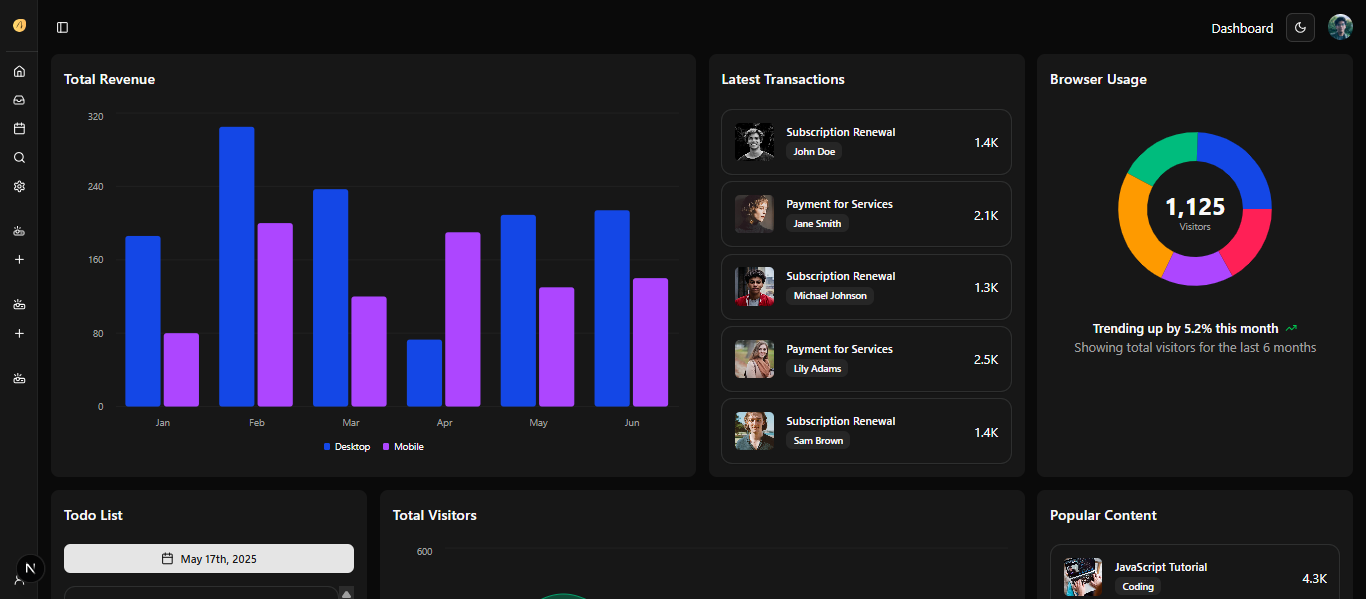 Dashboard
Total Revenue
320
240
160
80
0
Jan Feb Mar Apr May Jun
Desktop Mobile
Latest Transactions
Subscription Renewal
John Doe
1.4K
Payment for Services
Jane Smith
2.1K
Subscription Renewal
Michael Johnson
1.3K
Payment for Services
Lily Adams
2.5K
Subscription Renewal
Sam Brown
1.4K
Browser Usage
1,125
Visitors
Trending up by 5.2% this month
Showing total visitors for the last 6 months
Todo List
May 17th, 2025
Total Visitors
600
Popular Content
JavaScript Tutorial
Coding
4.3K
N